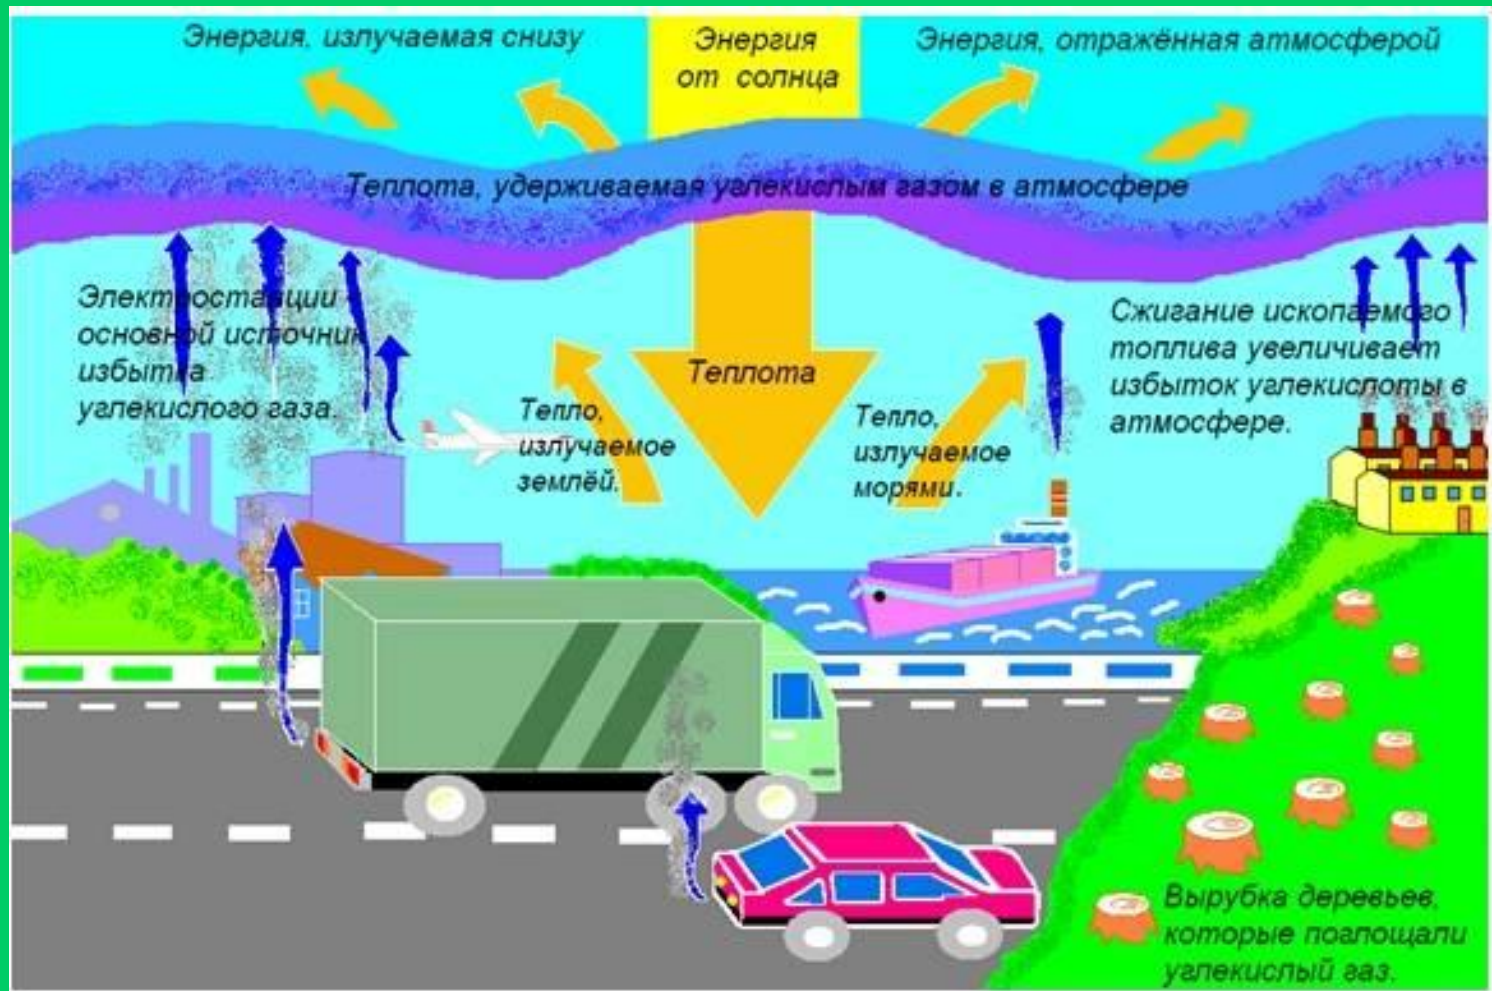 Энергия, излучаемая снизу
Энергия
от солнца
Энергия, отражённая атмосферой
Теплота, удерживаемая углекислым газом в атмосфере
Электростанции -
основной источник
избытка
углекислого газа.
Теплота
Тепло,
излучаемое
землёй.
Тепло,
излучаемое
морями.
Сжигание ископаемого
топлива увеличивает
избыток углекислоты в
атмосфере.
Вырубка деревьев,
которые поглощали
углекислый газ.